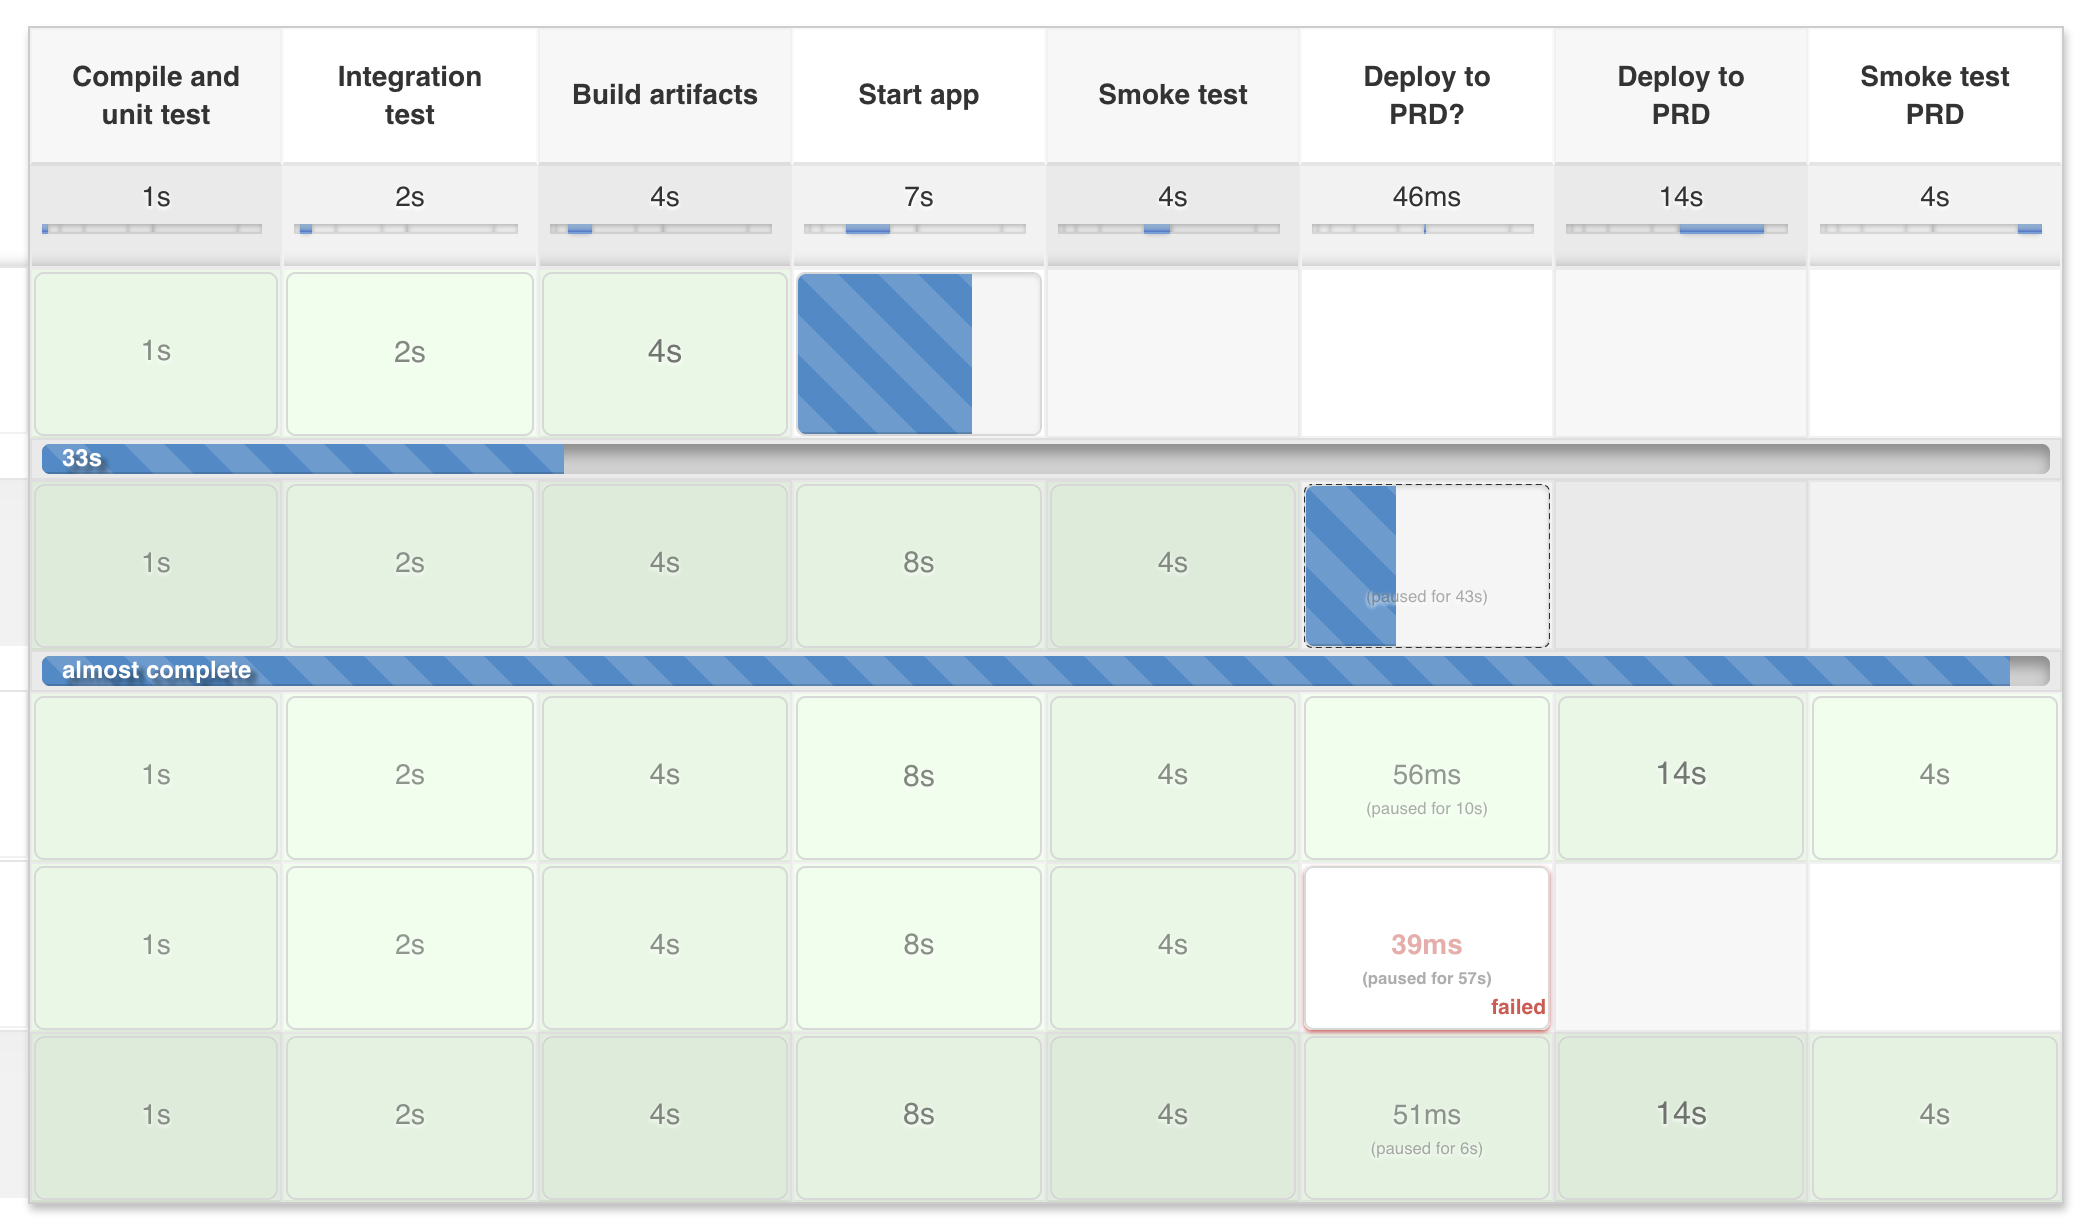 Compile and
unit test
Integration
test
Build artifacts
Start app
Smoke test
Deploy to
PRD?
Deploy to
PRD
Smoke test
PRD
1s 2s 4s 7s 4s 46ms 14s 4s
1s 2s 4s
33s
1s 2s 4s 8s 4s
(paused for 43s)
almost complete
1s 2s 4s 8s 4s 56ms 14s 4s
(paused for 10s)
1s 2s 4s 8s 4s 39ms
(paused for 57s)
failed
1s 2s 4s 8s 4s 51ms 14s 4s
(paused for 6s)